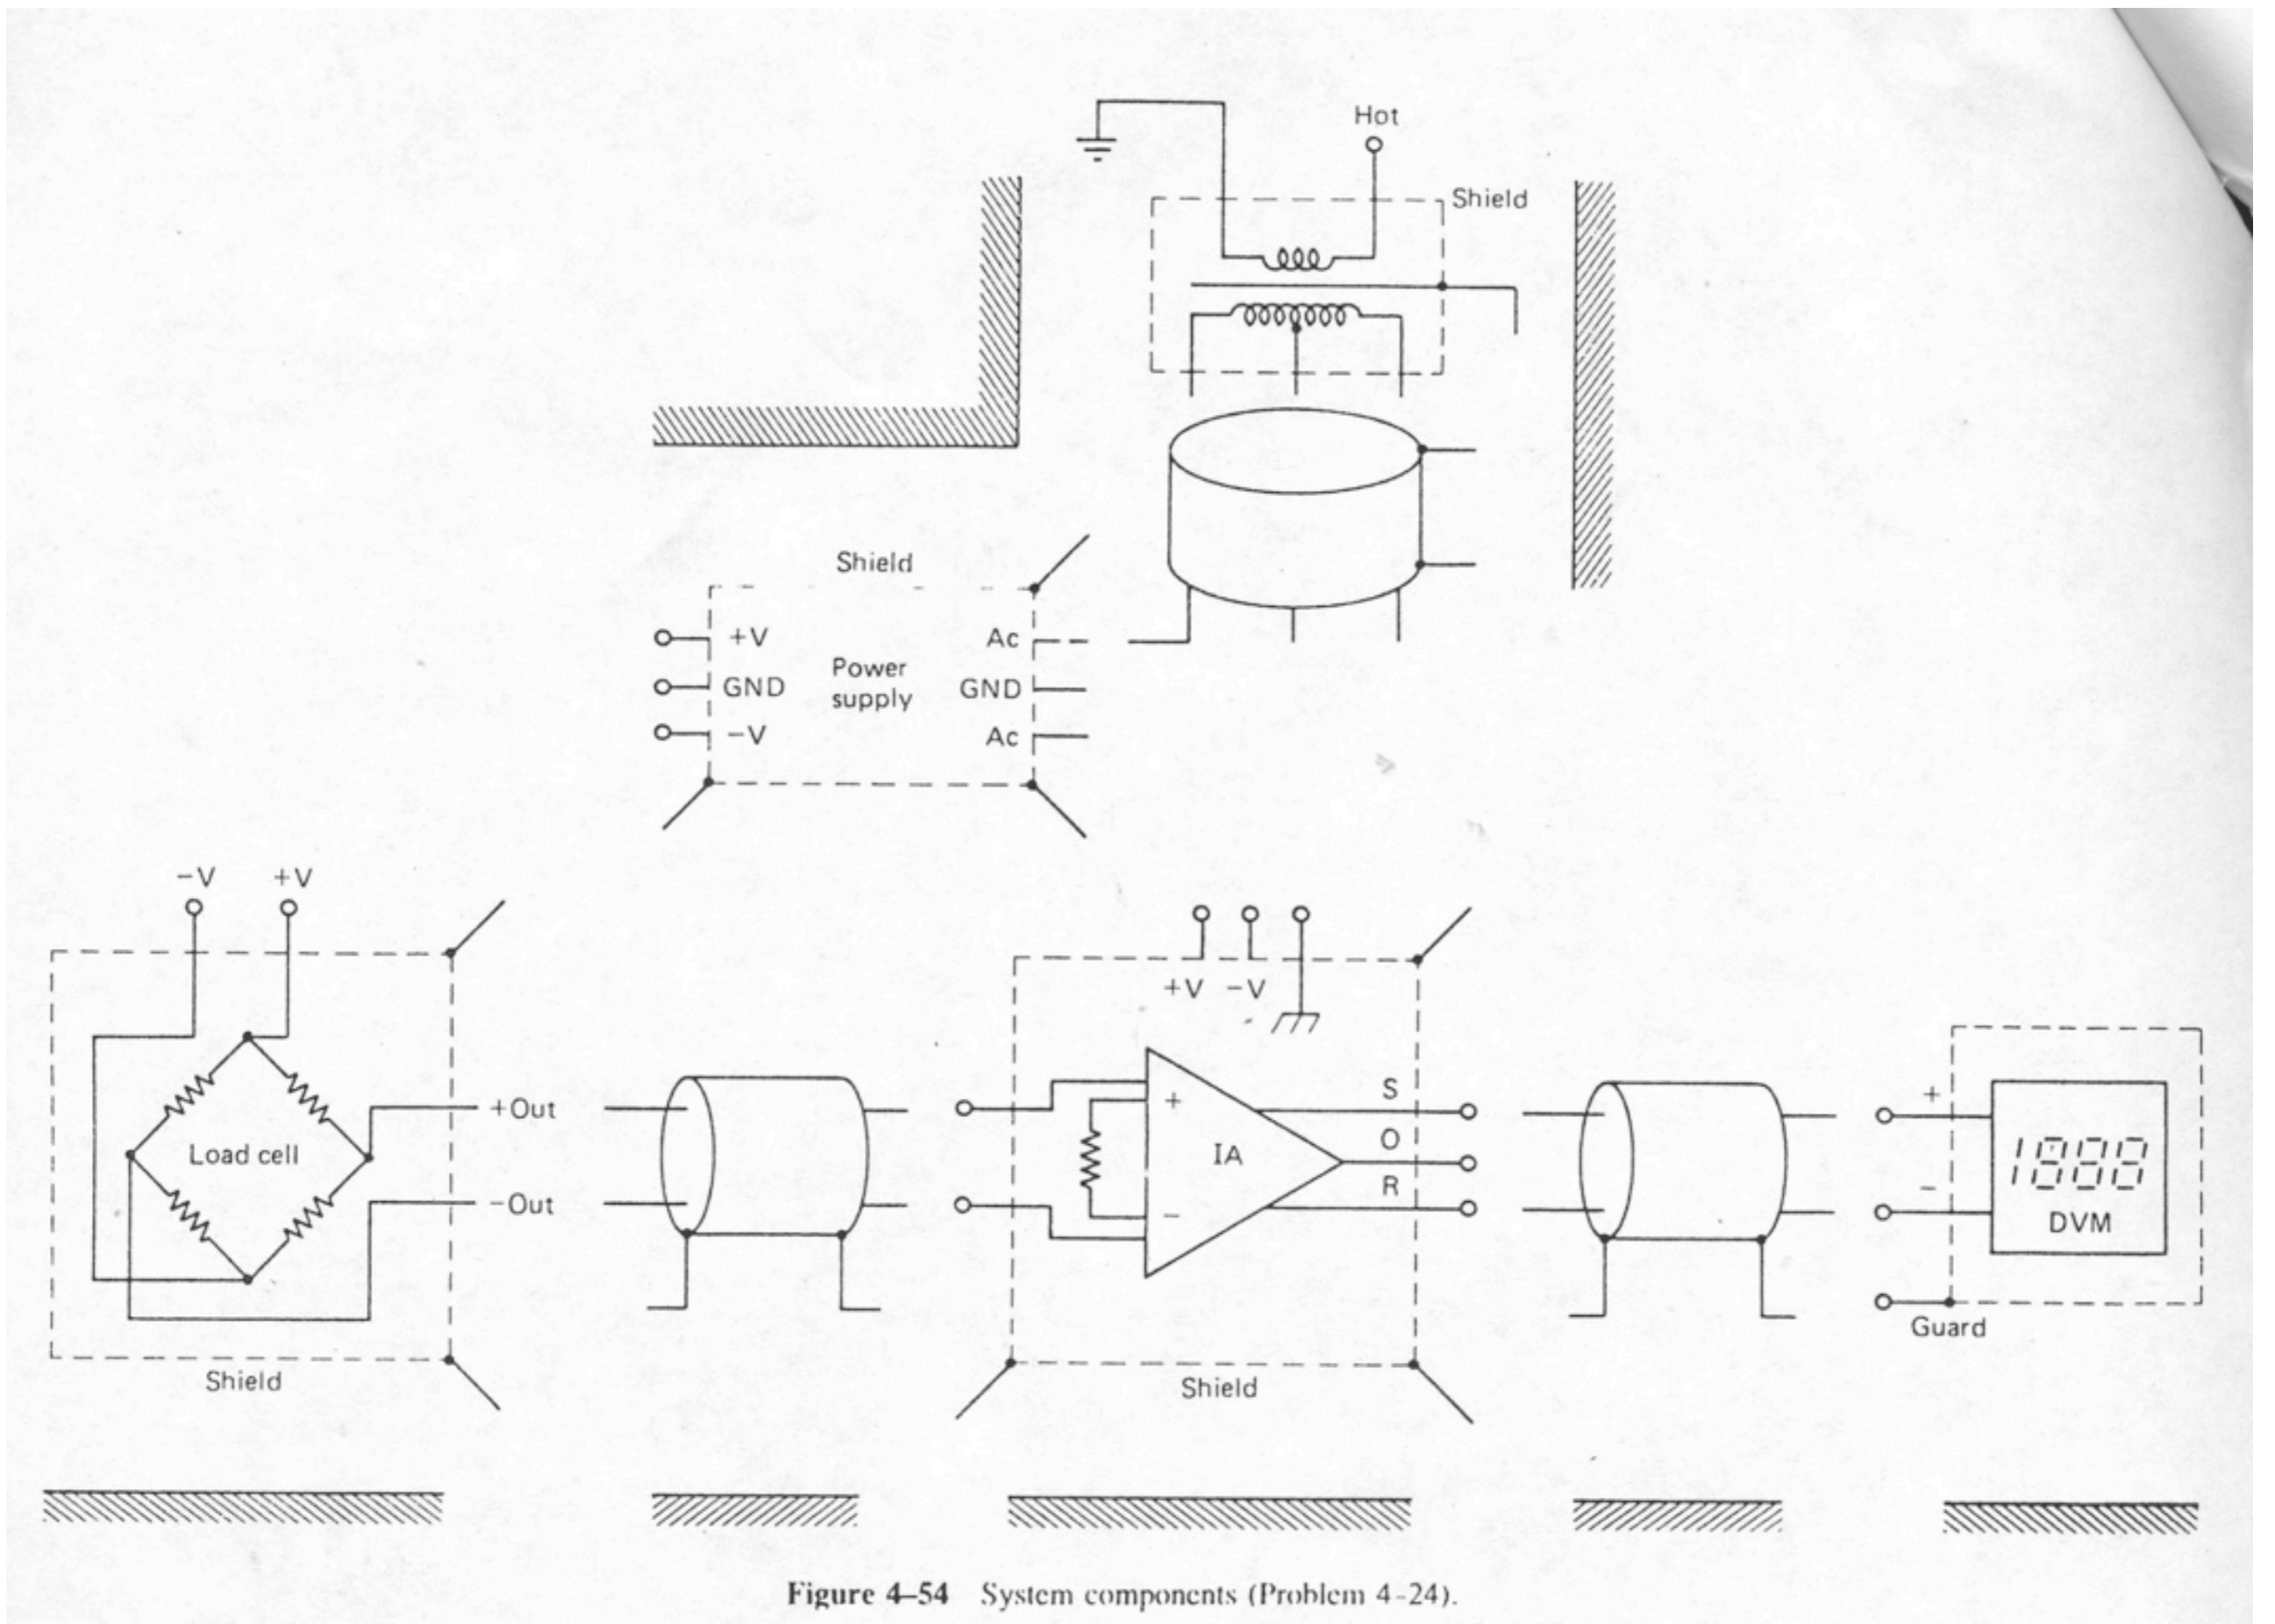 Hot
Shield
Shield
+V
Ac
Power
supply
GND
GND
-V
Ac
-V +V
+V -V
+Out
Load cell
-Out
Shield
+
IA
-
S
O
R
Shield
+
1888
-
DVM
Guard
Figure 4-54 System components (Problem 4-24).